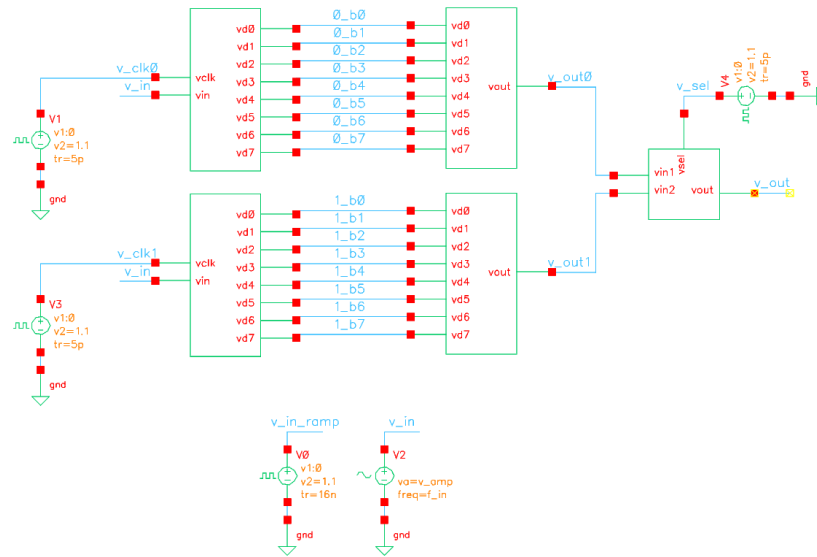 v_clk0
v_in
V1
v1:0
v2=1.1
tr=5p
gnd
vclk
vin
vd0
vd1
vd2
vd3
vd4
vd5
vd6
vd7
0_b0
0_b1
0_b2
0_b3
0_b4
0_b5
0_b6
0_b7
vd0
vd1
vd2
vd3
vd4
vd5
vd6
vd7
vout
v_out0
v_sel
V4
v1:0
v2=1.1
tr=5p
gnd
vin1
vin2
vsel
vout
v_out
v_clk1
v_in
V3
v1:0
v2=1.1
tr=5p
gnd
vclk
vin
vd0
vd1
vd2
vd3
vd4
vd5
vd6
vd7
1_b0
1_b1
1_b2
1_b3
1_b4
1_b5
1_b6
1_b7
vd0
vd1
vd2
vd3
vd4
vd5
vd6
vd7
vout
v_out1
v_in_ramp
V0
v1:0
v2=1.1
tr=16n
gnd
v_in
V2
va=v_amp
freq=f_in
gnd